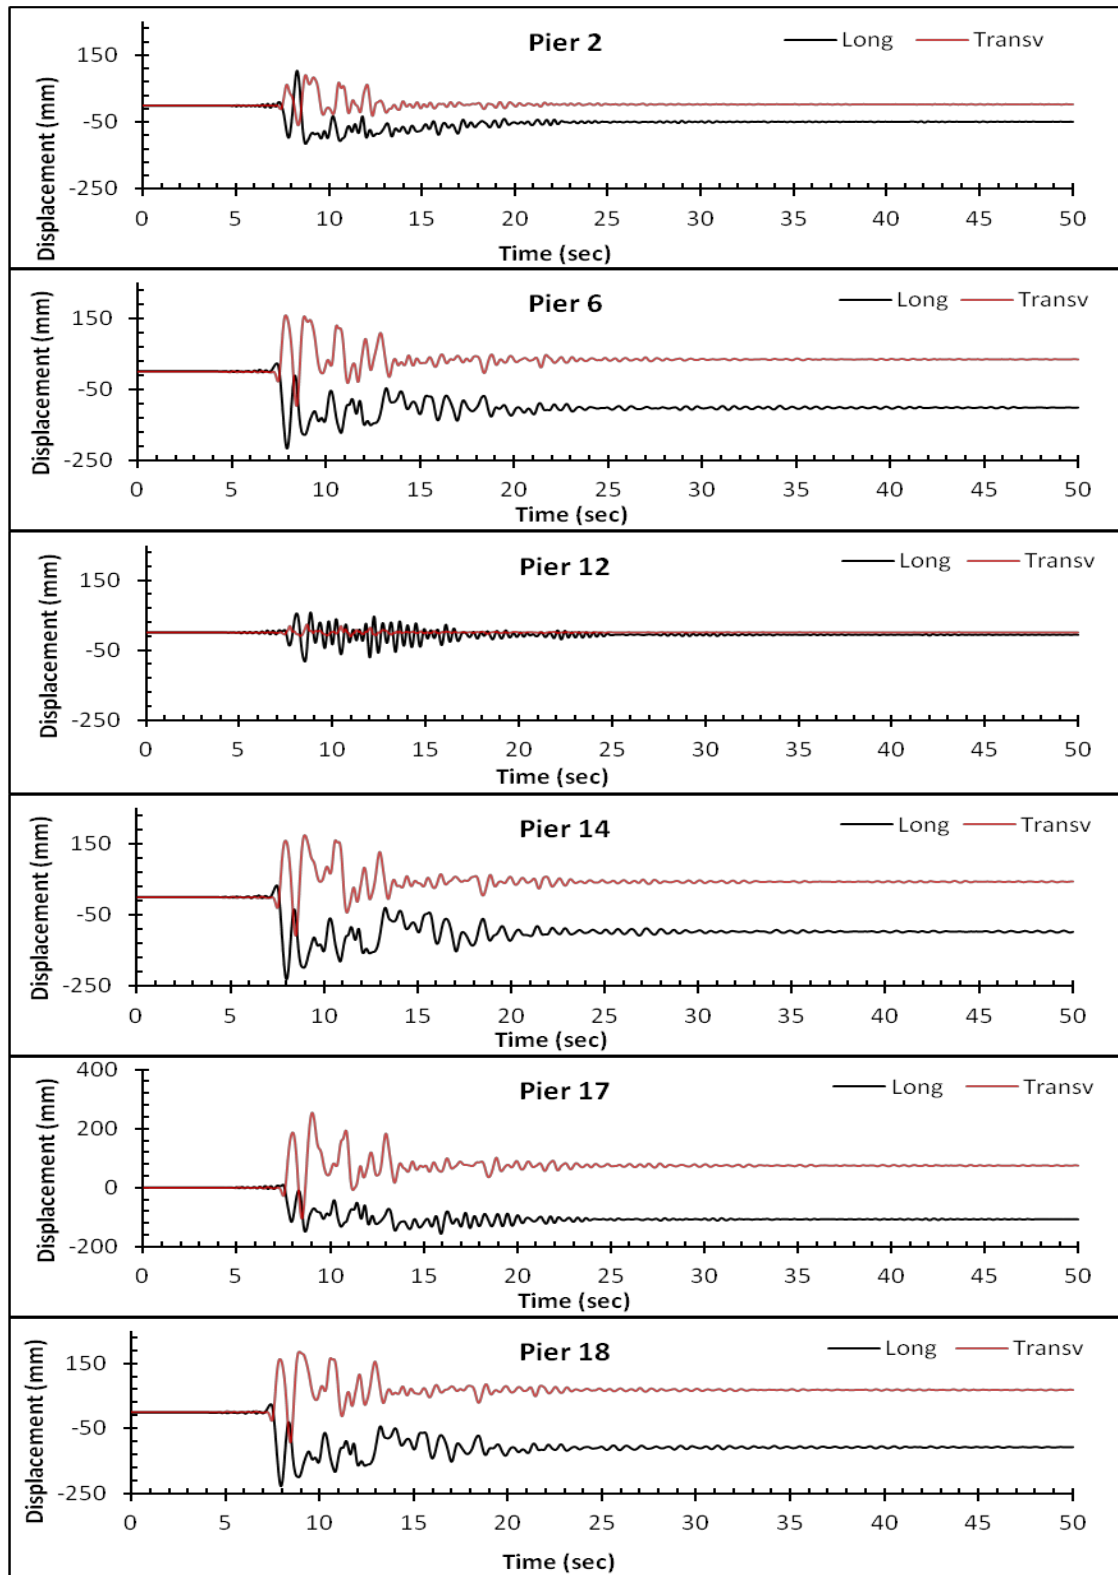 Pier 2
Long Transv
Displacement (mm)
150
-50
-250
0 5 10 15 20 25 30 35 40 45 50
Time (sec)
Pier 6
Long Transv
Displacement (mm)
150
-50
-250
0 5 10 15 20 25 30 35 40 45 50
Time (sec)
Pier 12
Long Transv
Displacement (mm)
150
-50
-250
0 5 10 15 20 25 30 35 40 45 50
Time (sec)
Pier 14
Long Transv
Displacement (mm)
150
-50
-250
0 5 10 15 20 25 30 35 40 45 50
Time (sec)
Pier 17
Long Transv
Displacement (mm)
400
200
0
-200
0 5 10 15 20 25 30 35 40 45 50
Time (sec)
Pier 18
Long Transv
Displacement (mm)
150
-50
-250
0 5 10 15 20 25 30 35 40 45 50
Time (sec)